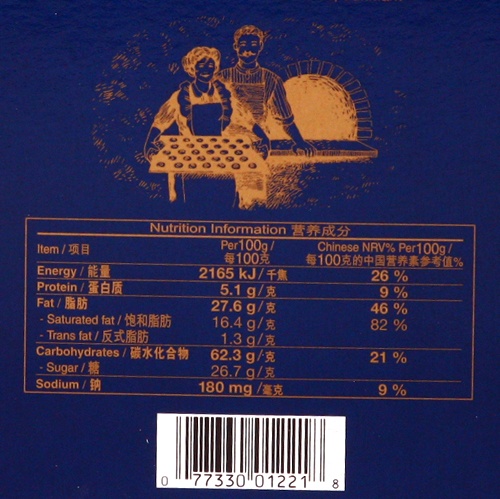 Nutrition Information 营养成分
Item / 项目 Per100g / 每100克 Chinese NRV% Per100g / 每100克的中国营养素参考值%
Energy / 能量 2165 kJ / 千焦 26 %
Protein / 蛋白质 5.1 g/克 9 %
Fat / 脂肪 27.6 g/克 46 %
- Saturated fat / 饱和脂肪 16.4 g/克 82 %
- Trans fat / 反式脂肪 1.3 g/克
Carbohydrates / 碳水化合物 62.3 g/克 21 %
- Sugar / 糖 26.7 g/克
Sodium / 钠 180 mg /毫克 9 %
0 77330 01221 8